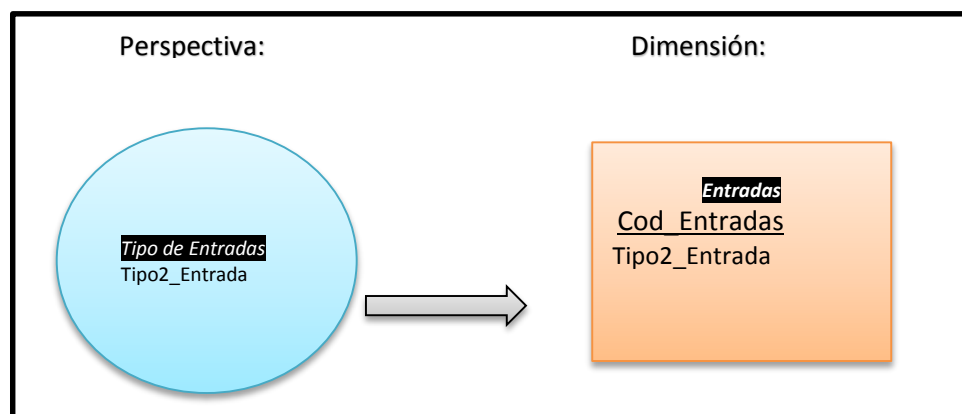 Perspectiva:
Dimensión:
Tipo de Entradas
Tipo2_Entrada
Entradas
Cod_Entradas
Tipo2_Entrada